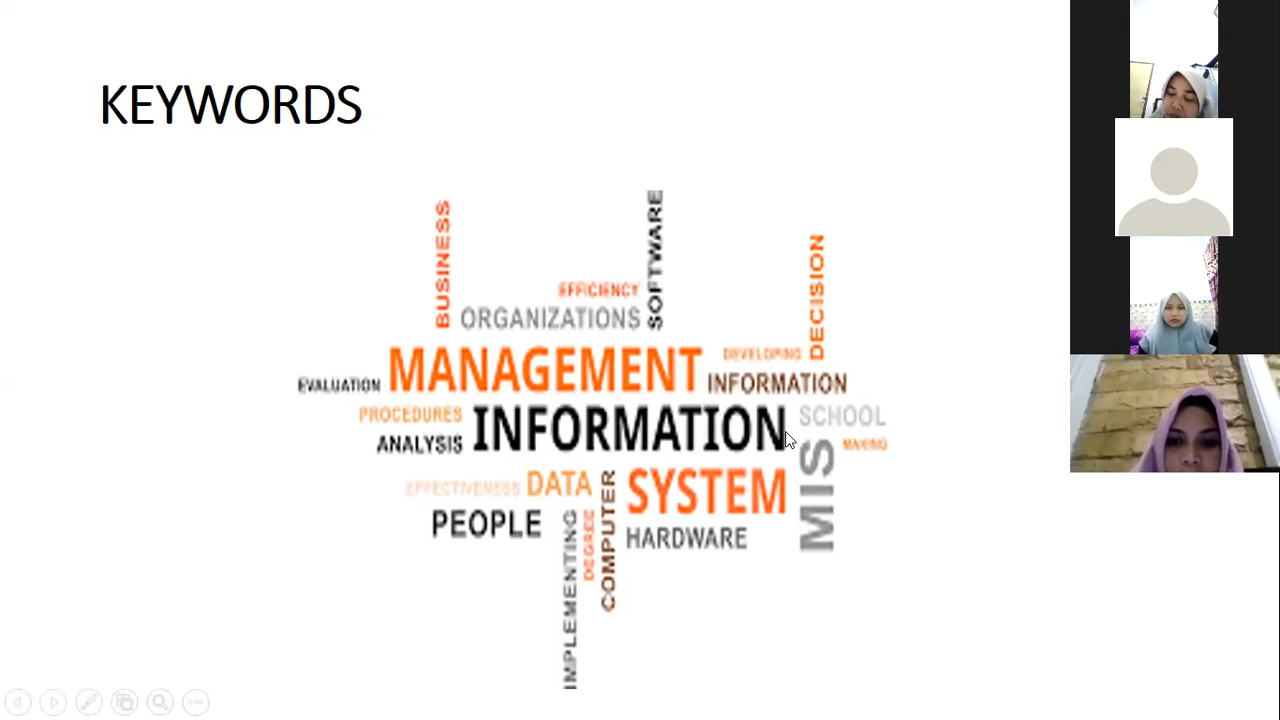 KEYWORDS
BUSINESS
SOFTWARE
EFFICIENCY
ORGANIZATIONS
DECISION
MANAGEMENT
DEVELOPING
EVALUATION
INFORMATION
PROCEDURES
INFORMATION
SCHOOL
ANALYSIS
MAKING
MIS
EFFECTIVENESS
DATA
SYSTEM
COMPUTER
PEOPLE
HARDWARE
DEGREE
IMPLEMENTING